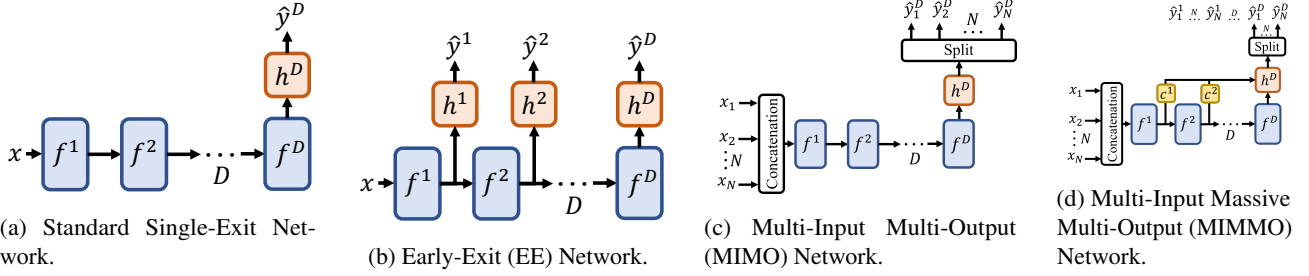 ŷ^D
h^D
x f^1 f^2 ... f^D
D
(a) Standard Single-Exit Net-
work.
ŷ^1 ŷ^2 ŷ^D
h^1 h^2 h^D
x f^1 f^2 ... f^D
D
(b) Early-Exit (EE) Network.
ŷ_1^D ŷ_2^D N ... ŷ_N^D
Split
h^D
x_1
x_2
⋮ N
x_N
Concatenation
f^1 f^2 ... f^D
D
(c) Multi-Input Multi-Output
(MIMO) Network.
ŷ_1^1 N ... ŷ_N^1 D ... ŷ_1^D ŷ_N^D
N ...
Split
h^D
c^1 c^2
x_1
x_2
⋮ N
x_N
Concatenation
f^1 f^2 ... f^D
D
(d) Multi-Input Massive
Multi-Output (MIMMO)
Network.